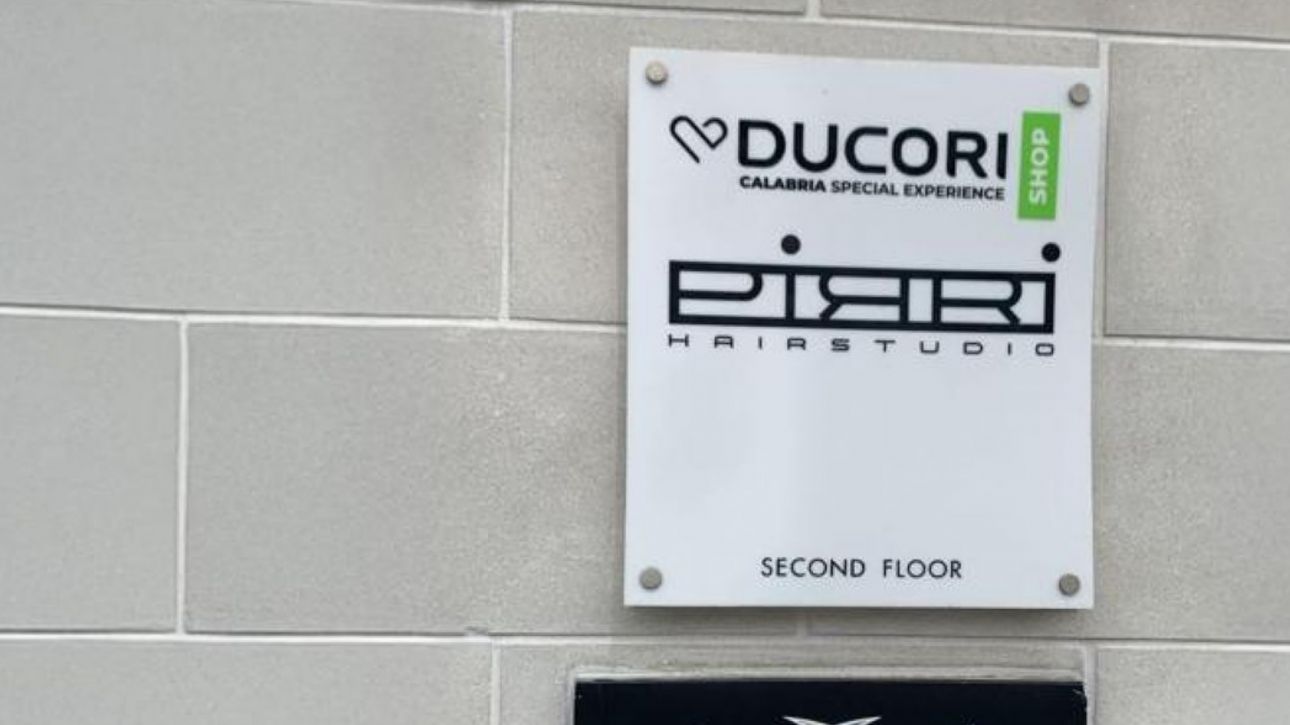 DUCORI SHOP
CALABRIA SPECIAL EXPERIENCE
PIRRI
HAIRSTUDIO
SECOND FLOOR